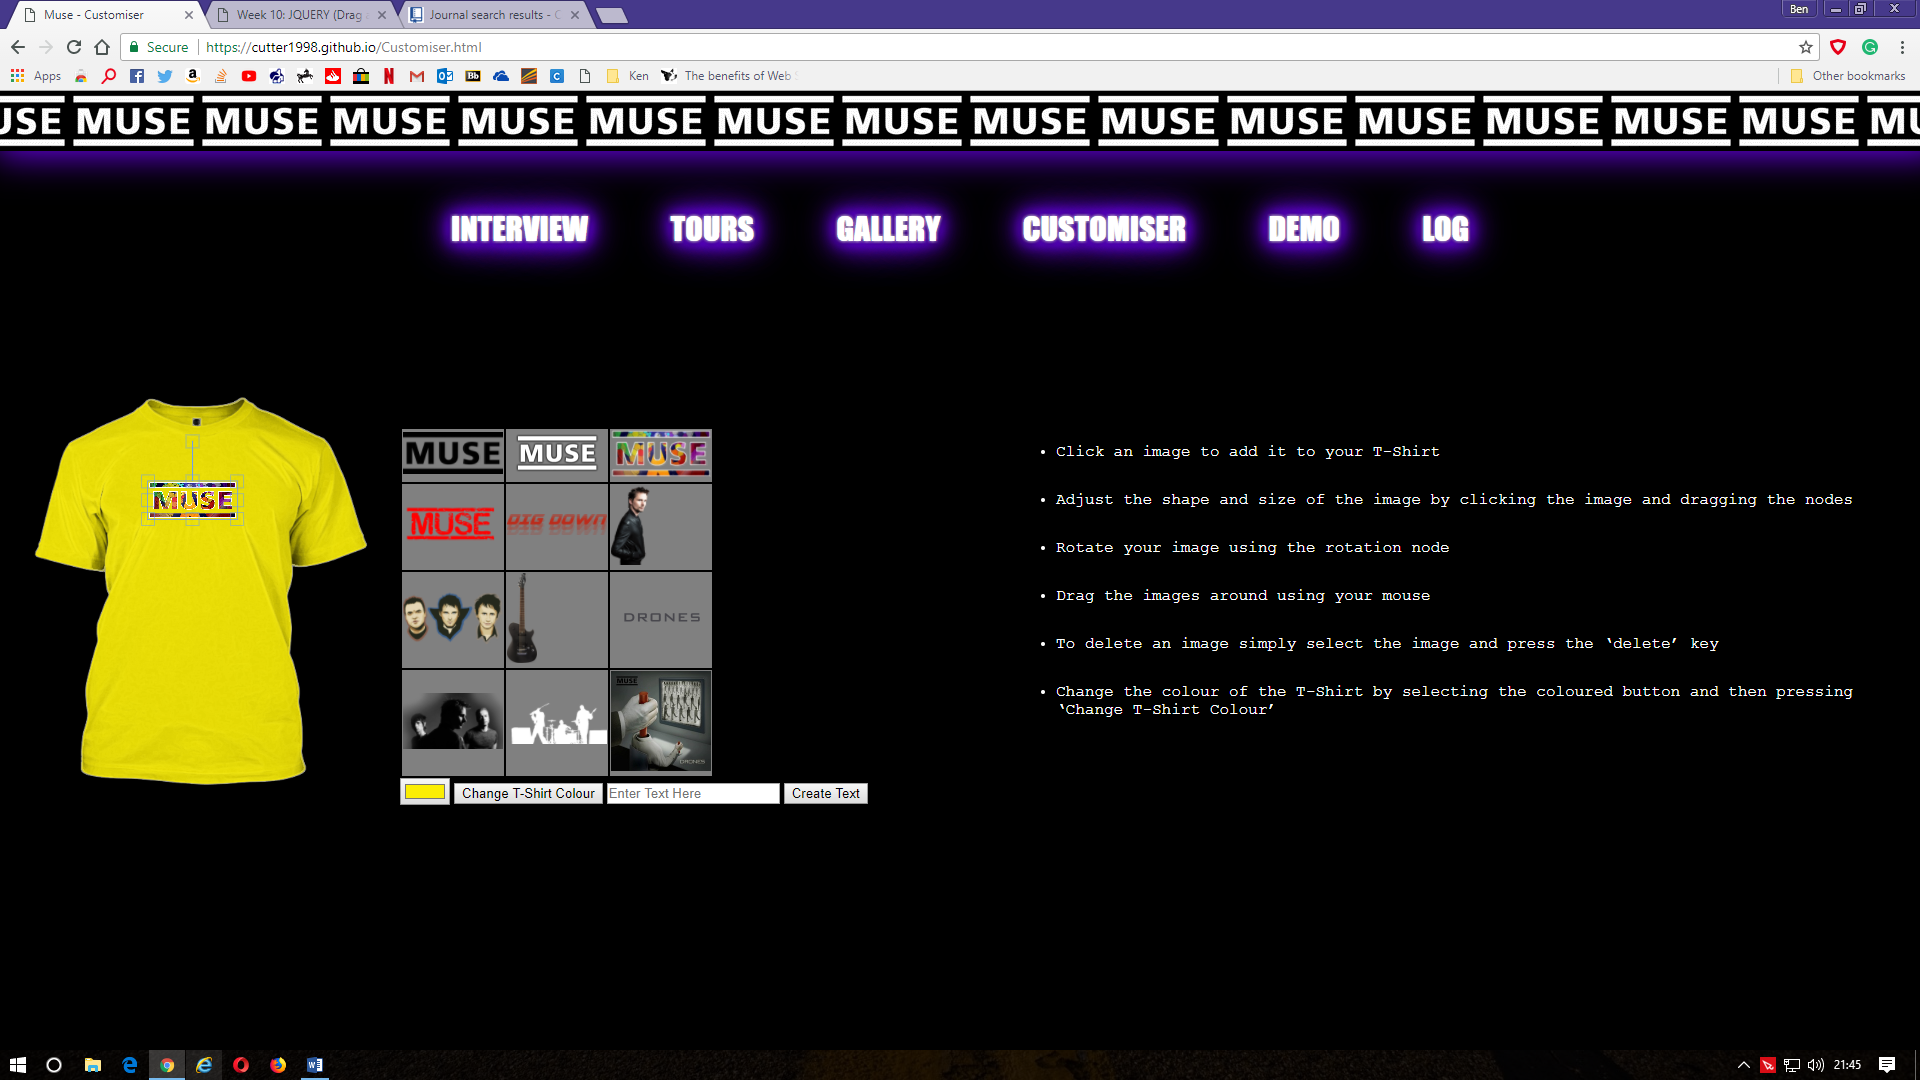 Muse - Customiser
Week 10: JQUERY (Drag
Journal search results -
Ben
Secure
https://cutter1998.github.io/Customiser.html
Apps
Ken
The benefits of Web
Other bookmarks
MUSE MUSE MUSE MUSE MUSE MUSE MUSE MUSE MUSE MUSE MUSE MUSE MUSE MUSE
INTERVIEW TOURS GALLERY CUSTOMISER DEMO LOG
MUSE
MUSE MUSE MUSE
MUSE DIG DOWN
DRONES
MUSE
DRONES
Change T-Shirt Colour
Enter Text Here
Create Text
• Click an image to add it to your T-Shirt
• Adjust the shape and size of the image by clicking the image and dragging the nodes
• Rotate your image using the rotation node
• Drag the images around using your mouse
• To delete an image simply select the image and press the ‘delete’ key
• Change the colour of the T-Shirt by selecting the coloured button and then pressing
‘Change T-Shirt Colour’
21:45